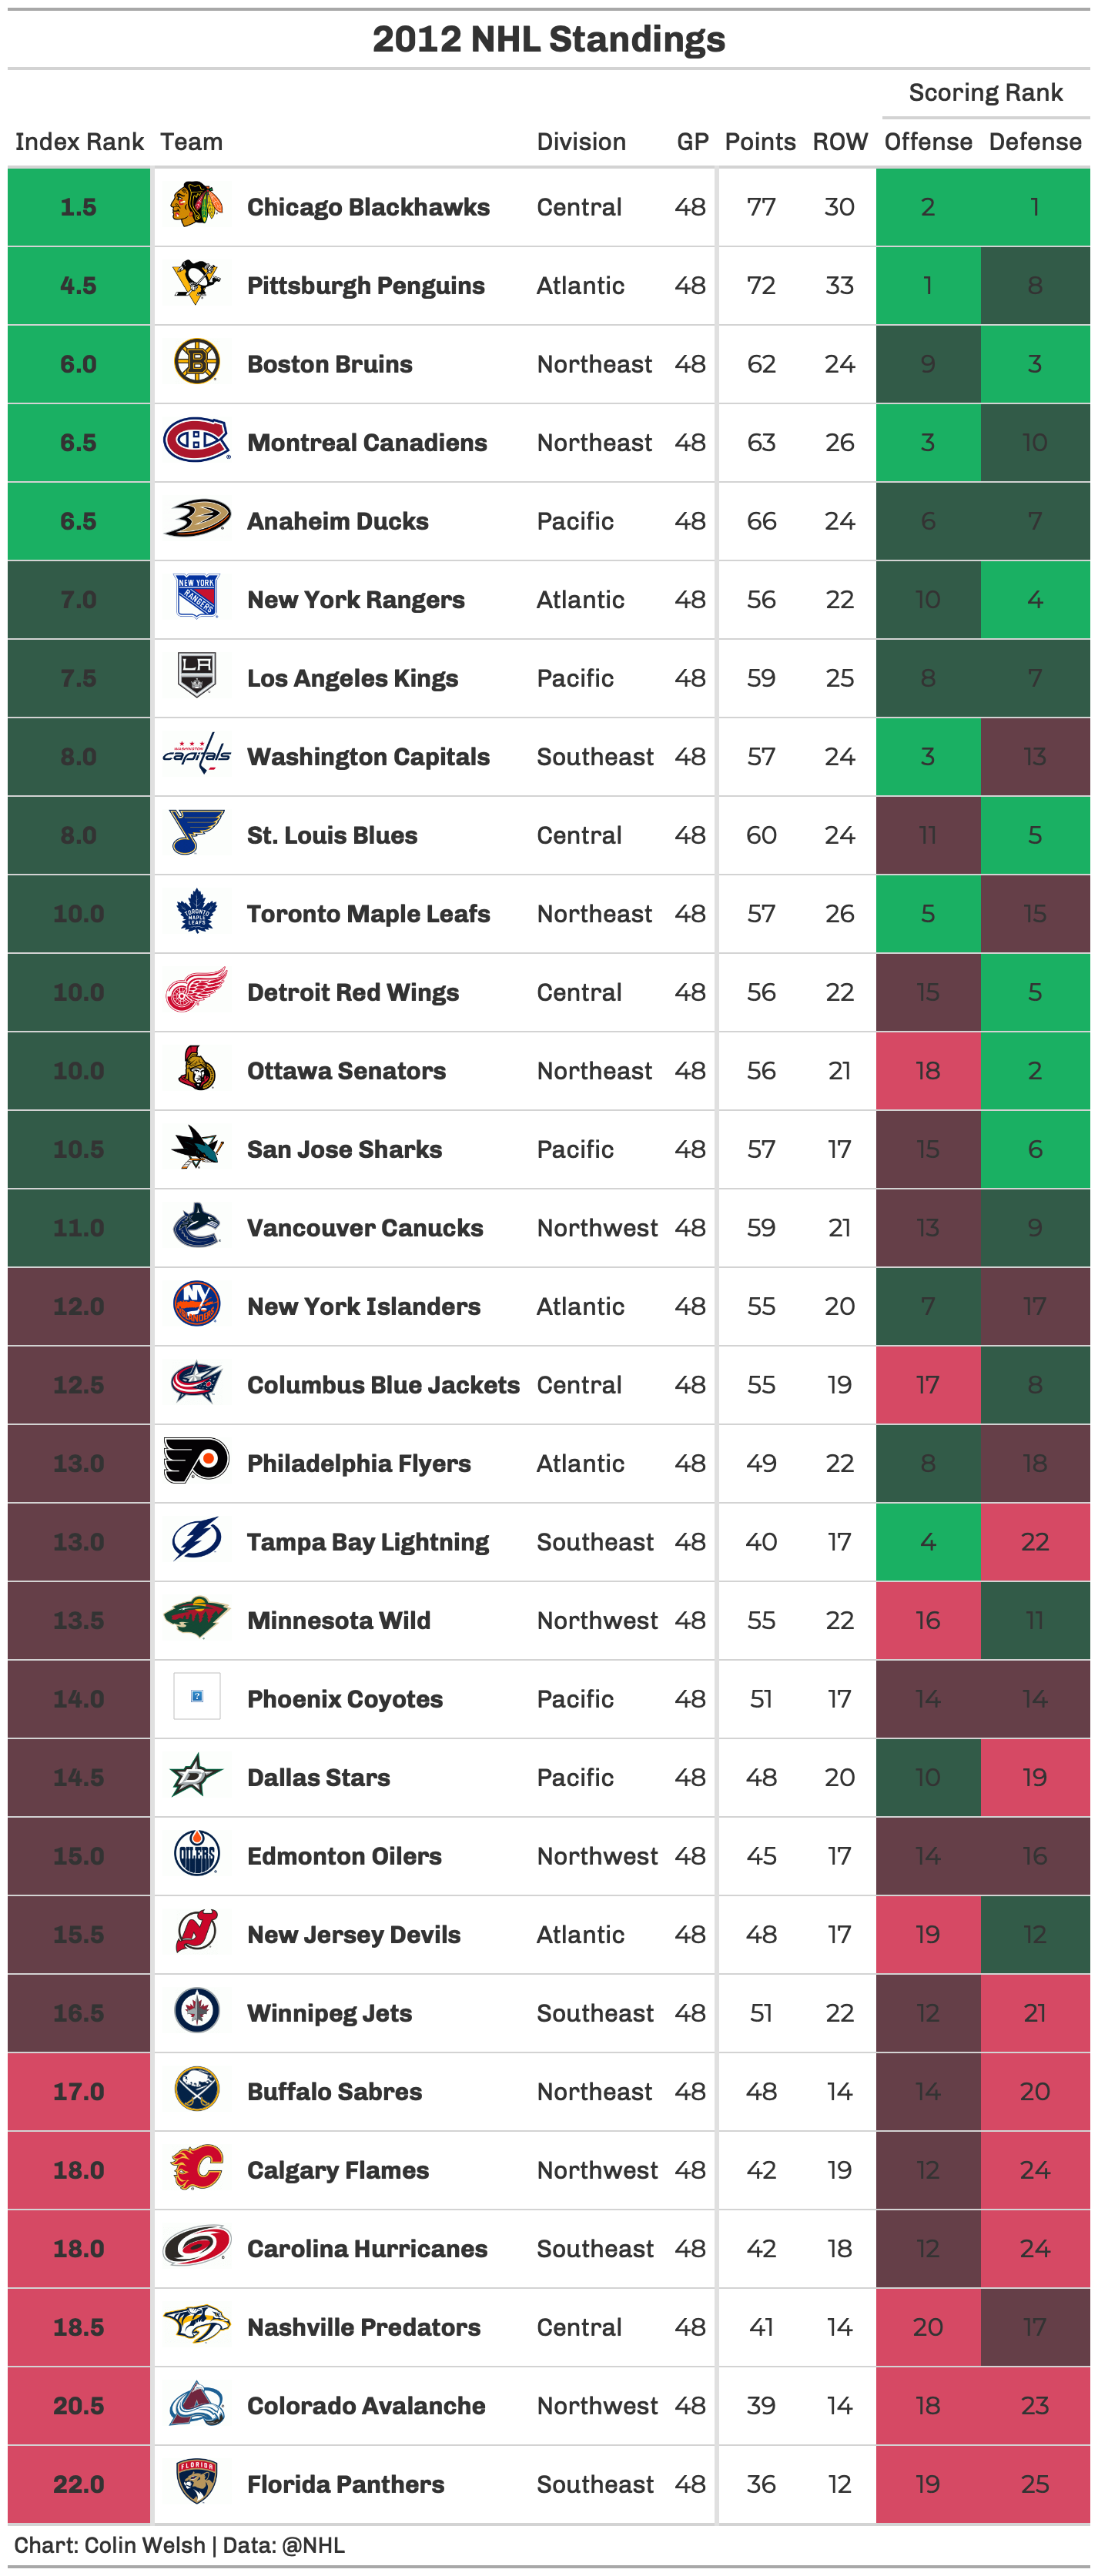 2012 NHL Standings
Scoring Rank
Index Rank Team Division GP Points ROW Offense Defense
1.5 Chicago Blackhawks Central 48 77 30 2 1
4.5 Pittsburgh Penguins Atlantic 48 72 33 1 8
6.0 Boston Bruins Northeast 48 62 24 9 3
6.5 Montreal Canadiens Northeast 48 63 26 3 10
6.5 Anaheim Ducks Pacific 48 66 24 6 7
7.0 NEW YORK RANGERS New York Rangers Atlantic 48 56 22 10 4
7.5 LA Los Angeles Kings Pacific 48 59 25 8 7
8.0 capitals Washington Capitals Southeast 48 57 24 3 13
8.0 St. Louis Blues Central 48 60 24 11 5
10.0 TORONTO MAPLE LEAFS Toronto Maple Leafs Northeast 48 57 26 5 15
10.0 Detroit Red Wings Central 48 56 22 15 5
10.0 Ottawa Senators Northeast 48 56 21 18 2
10.5 San Jose Sharks Pacific 48 57 17 15 6
11.0 Vancouver Canucks Northwest 48 59 21 13 9
12.0 NY New York Islanders Atlantic 48 55 20 7 17
12.5 Columbus Blue Jackets Central 48 55 19 17 8
13.0 Philadelphia Flyers Atlantic 48 49 22 8 18
13.0 Tampa Bay Lightning Southeast 48 40 17 4 22
13.5 Minnesota Wild Northwest 48 55 22 16 11
14.0 Phoenix Coyotes Pacific 48 51 17 14 14
14.5 Dallas Stars Pacific 48 48 20 10 19
15.0 OILERS Edmonton Oilers Northwest 48 45 17 14 16
15.5 New Jersey Devils Atlantic 48 48 17 19 12
16.5 Winnipeg Jets Southeast 48 51 22 12 21
17.0 Buffalo Sabres Northeast 48 48 14 14 20
18.0 Calgary Flames Northwest 48 42 19 12 24
18.0 Carolina Hurricanes Southeast 48 42 18 12 24
18.5 Nashville Predators Central 48 41 14 20 17
20.5 Colorado Avalanche Northwest 48 39 14 18 23
22.0 FLORIDA Florida Panthers Southeast 48 36 12 19 25
Chart: Colin Welsh | Data: @NHL